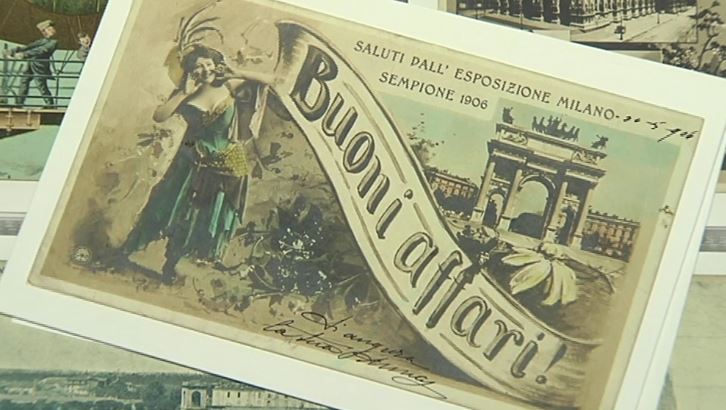 SALUTI DALL' ESPOSIZIONE MILANO-
SEMPIONE 1906
Buoni affari!